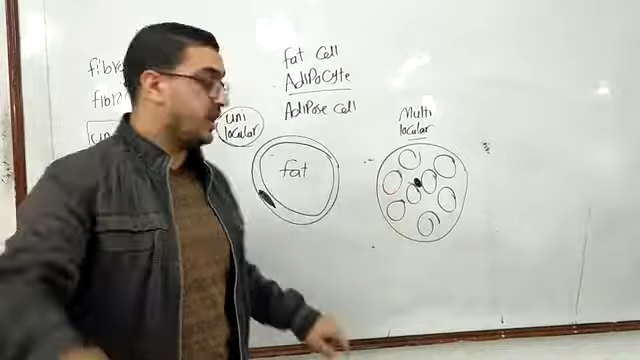 fat cell
AdiPocyte
AdiPose cell
uni
locular
Multi
locular
fat